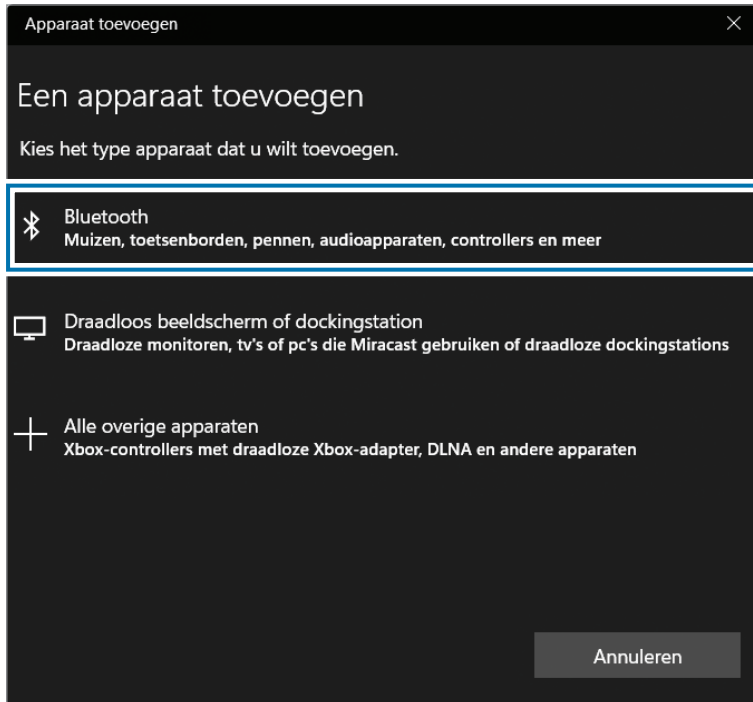 Apparaat toevoegen
Een apparaat toevoegen
Kies het type apparaat dat u wilt toevoegen.
Bluetooth
Muizen, toetsenborden, pennen, audioapparaten, controllers en meer
Draadloos beeldscherm of dockingstation
Draadloze monitoren, tv's of pc's die Miracast gebruiken of draadloze dockingstations
Alle overige apparaten
Xbox-controllers met draadloze Xbox-adapter, DLNA en andere apparaten
Annuleren